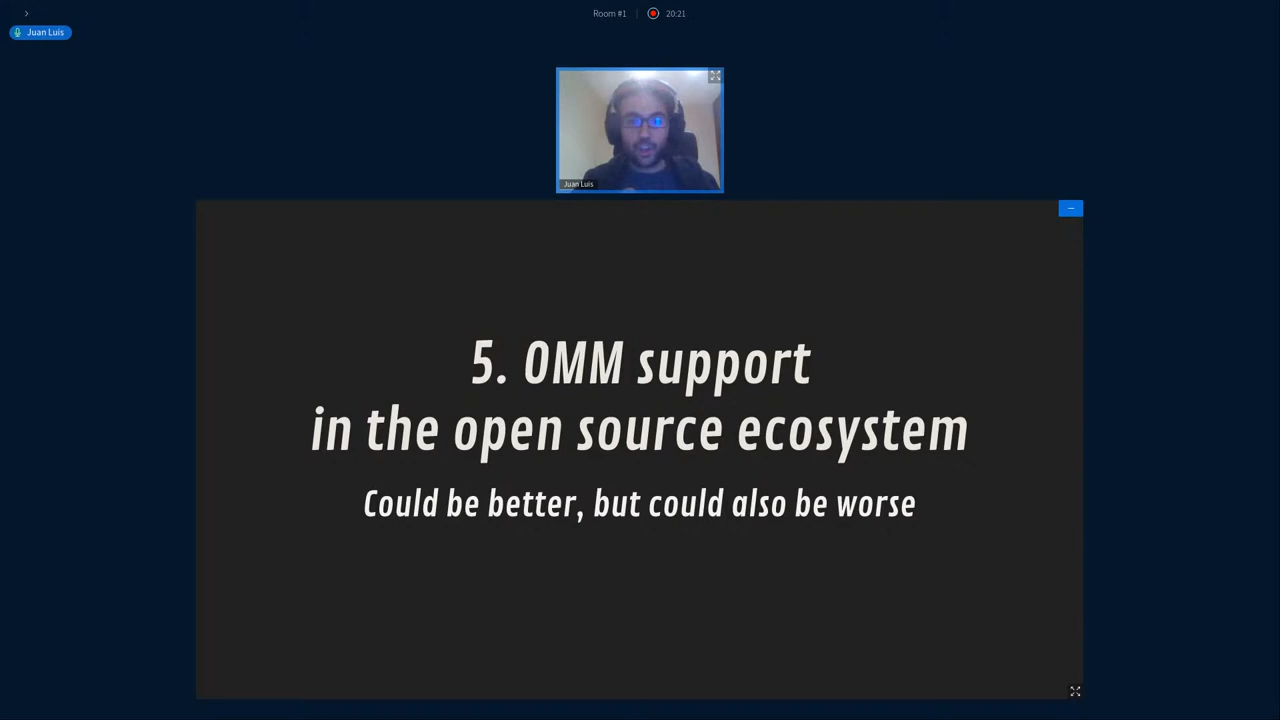 Room #1
20:21
Juan Luis
Juan Luis
5. OMM support
in the open source ecosystem
Could be better, but could also be worse